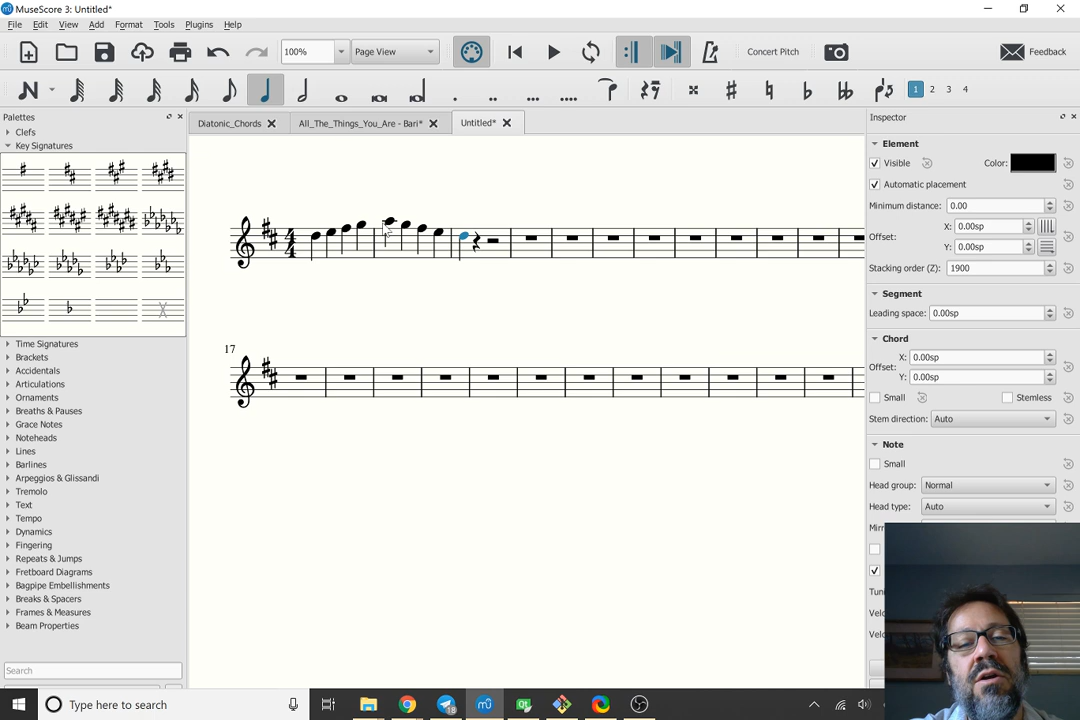 MuseScore 3: Untitled*
File Edit View Add Format Tools Plugins Help
100% Page View Concert Pitch Feedback
1 2 3 4
Palettes
Diatonic_Chords All_The_Things_You_Are - Bari* Untitled*
Inspector
Clefs
Key Signatures
Time Signatures
Brackets
Accidentals
Articulations
Ornaments
Breaths & Pauses
Grace Notes
Noteheads
Lines
Barlines
Arpeggios & Glissandi
Tremolo
Text
Tempo
Dynamics
Fingering
Repeats & Jumps
Fretboard Diagrams
Bagpipe Embellishments
Breaks & Spacers
Frames & Measures
Beam Properties
Search
4
4
17
Element
Visible Color:
Automatic placement
Minimum distance: 0.00
X: 0.00sp
Offset:
Y: 0.00sp
Stacking order (Z): 1900
Segment
Leading space: 0.00sp
Chord
X: 0.00sp
Offset:
Y: 0.00sp
Small Stemless
Stem direction: Auto
Note
Small
Head group: Normal
Head type: Auto
Type here to search
18